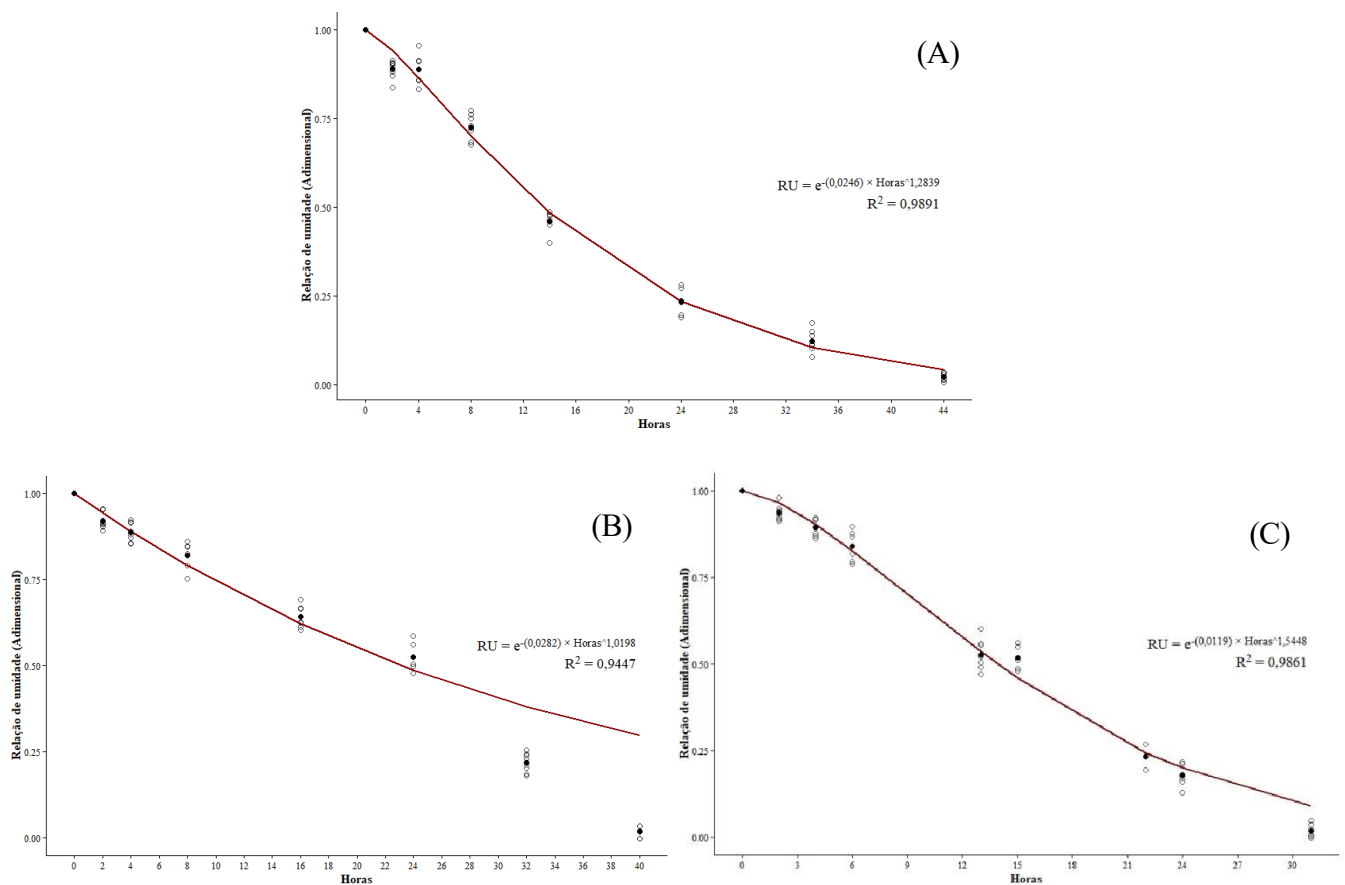 (A)
Relação de umidade (Adimensional)
1.00
0.75
0.50
0.25
0.00
RU = e-(0,0246) × Horas^1,2839
R2 = 0,9891
0 4 8 12 16 20 24 28 32 36 40 44
Horas
(B)
Relação de umidade (Adimensional)
1.00
0.75
0.50
0.25
0.00
RU = e-(0,0282) × Horas^1,0198
R2 = 0,9447
0 2 4 6 8 10 12 14 16 18 20 22 24 26 28 30 32 34 36 38 40
Horas
(C)
Relação de umidade (Adimensional)
1.00
0.75
0.50
0.25
0.00
RU = e-(0,0119) × Horas^1,5448
R2 = 0,9861
0 3 6 9 12 15 18 21 24 27 30
Horas